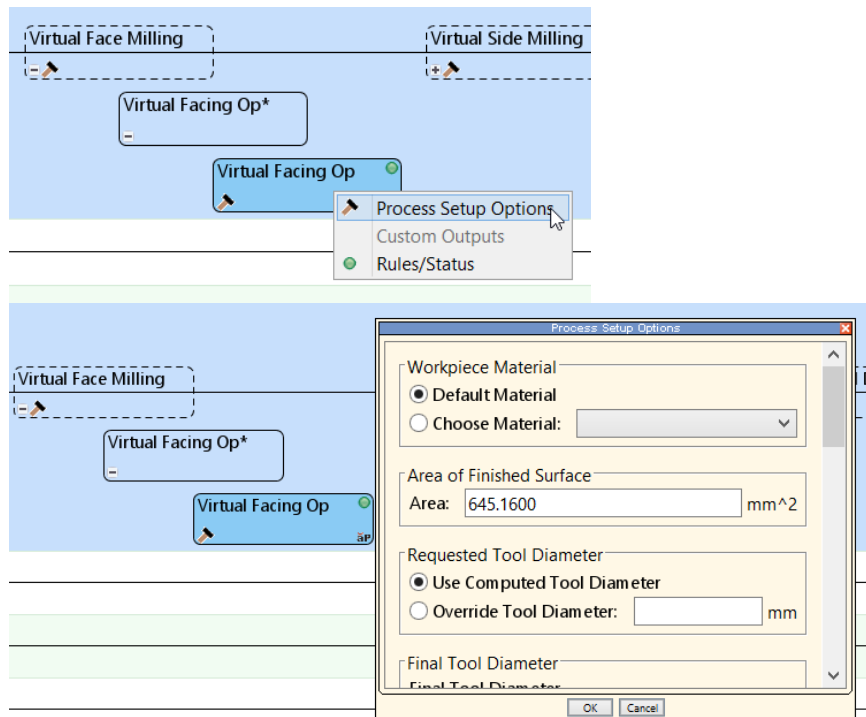 Virtual Face Milling
Virtual Side Milling
Virtual Facing Op*
Virtual Facing Op
Process Setup Options
Custom Outputs
Rules/Status
Process Setup Options
Virtual Face Milling
Virtual Facing Op*
Virtual Facing Op
Workpiece Material
Default Material
Choose Material:
Area of Finished Surface
Area: 645.1600 mm^2
Requested Tool Diameter
Use Computed Tool Diameter
Override Tool Diameter: mm
Final Tool Diameter
Final Tool Diameter
OK Cancel